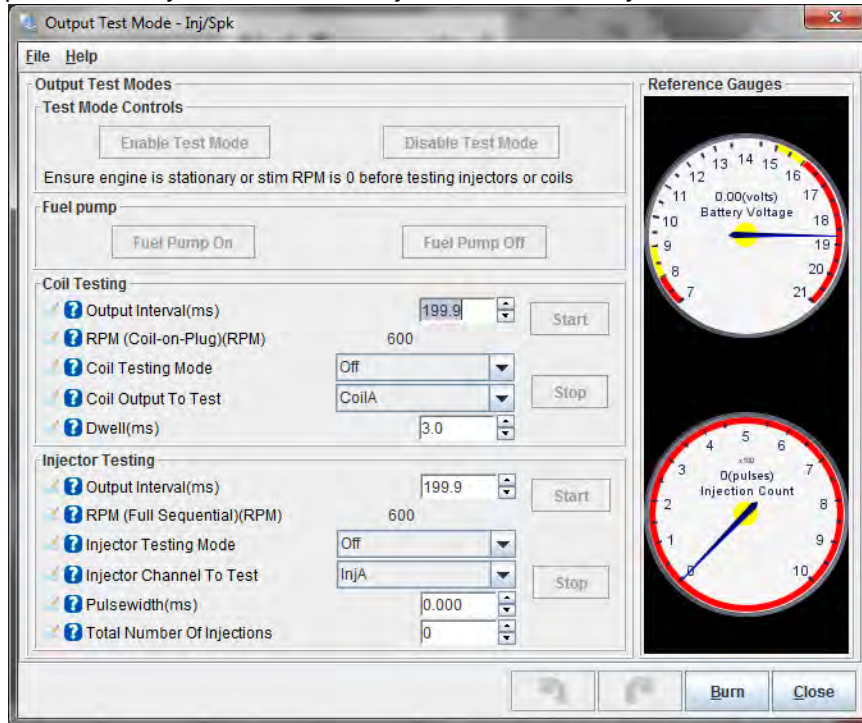 Output Test Mode - Inj/Spk
File Help
Output Test Modes
Test Mode Controls
Enable Test Mode Disable Test Mode
Ensure engine is stationary or stim RPM is 0 before testing injectors or coils
Fuel pump
Fuel Pump On Fuel Pump Off
Coil Testing
Output Interval(ms) 199.9 Start
RPM (Coil-on-Plug)(RPM) 600
Coil Testing Mode Off
Coil Output To Test CoilA Stop
Dwell(ms) 3.0
Injector Testing
Output Interval(ms) 199.9 Start
RPM (Full Sequential)(RPM) 600
Injector Testing Mode Off
Injector Channel To Test InjA Stop
Pulsewidth(ms) 0.000
Total Number Of Injections 0
Reference Gauges
7 8 9 10 11 12 13 14 15 16 17 18 19 20 21
0.00(volts)
Battery Voltage
0 1 2 3 4 5 6 7 8 9 10
x100
0(pulses)
Injection Count
Burn Close